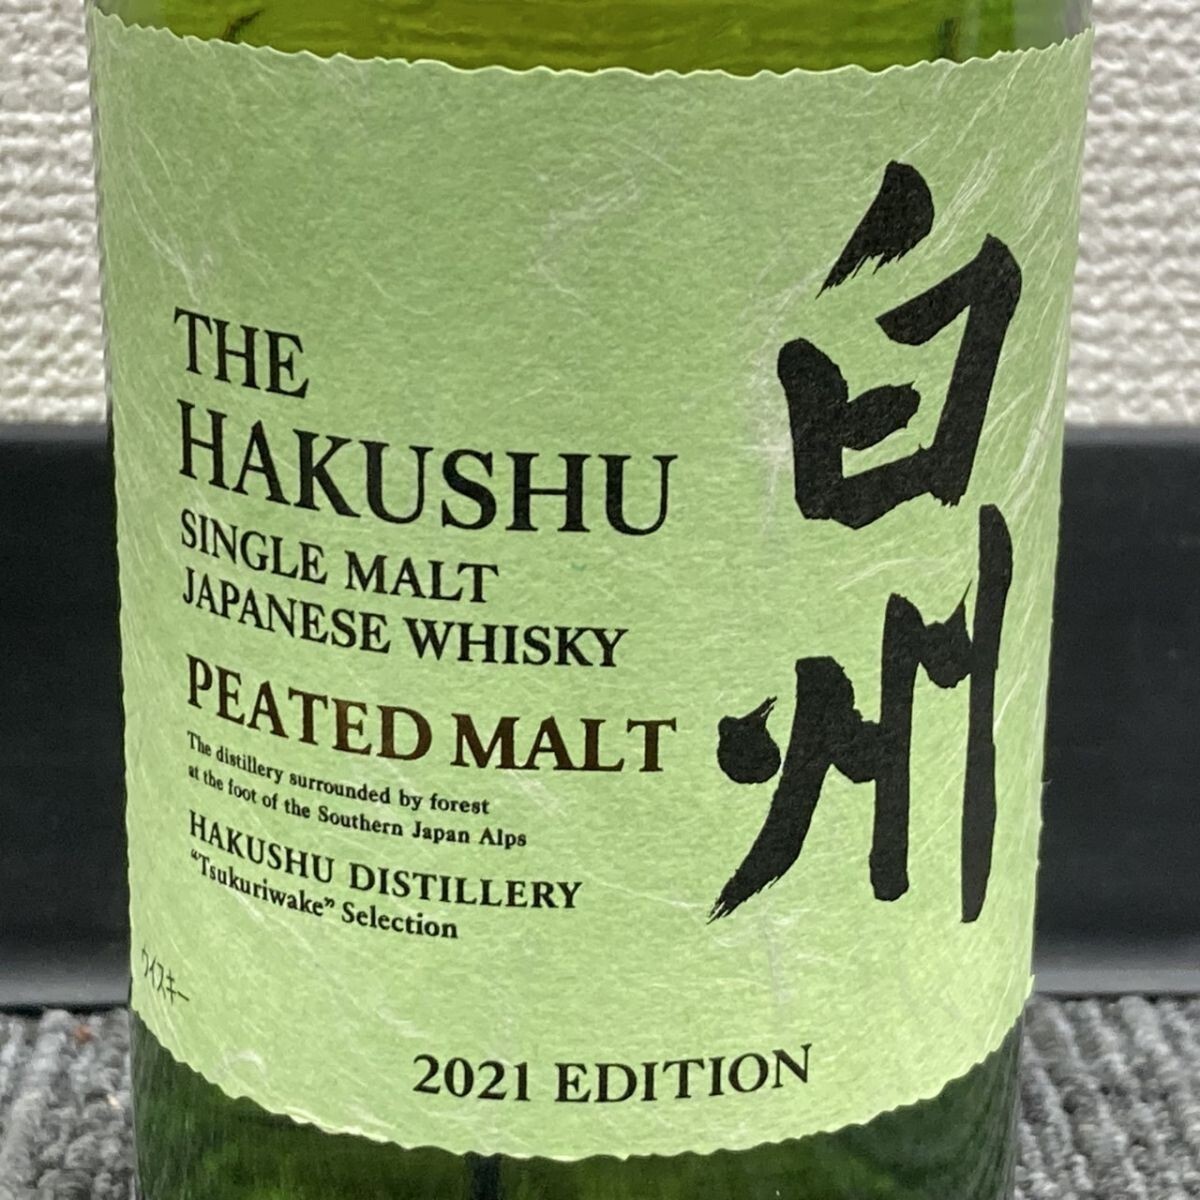 THE
HAKUSHU
SINGLE MALT
JAPANESE WHISKY
PEATED MALT
The distillery surrounded by forest
at the foot of the Southern Japan Alps
HAKUSHU DISTILLERY
“Tsukuriwake” Selection
ウイスキー
2021 EDITION
白州